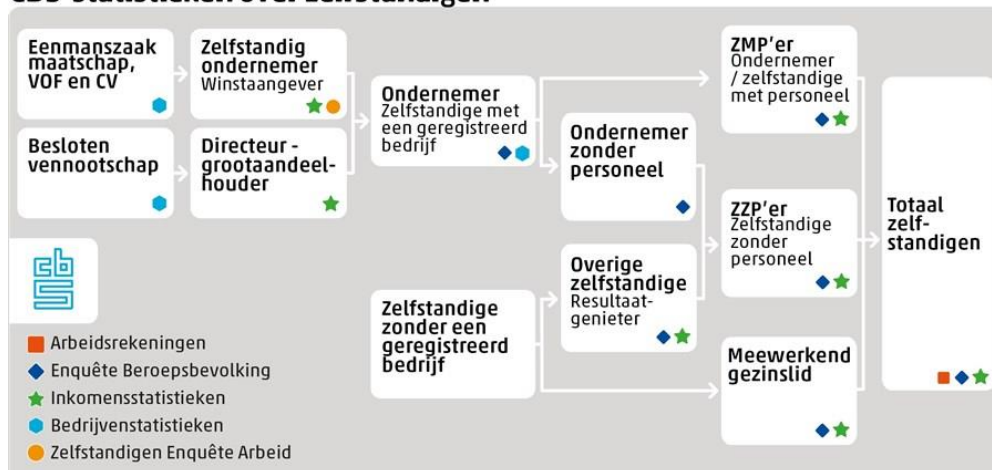 CBS-statistieken over zelfstandigen
Eenmanszaak
maatschap,
VOF en CV
Zelfstandig
ondernemer
Winstaangever
Besloten
vennootschap
Directeur -
grootaandeel-
houder
Ondernemer
Zelfstandige met
een geregistreerd
bedrijf
Ondernemer
zonder
personeel
Zelfstandige
zonder een
geregistreerd
bedrijf
Overige
zelfstandige
Resultaat-
genieter
ZMP'er
Ondernemer
/ zelfstandige
met personeel
ZZP'er
Zelfstandige
zonder
personeel
Meewerkend
gezinslid
Totaal
zelf-
standigen
cbs
Arbeidsrekeningen
Enquête Beroepsbevolking
Inkomensstatistieken
Bedrijvenstatistieken
Zelfstandigen Enquête Arbeid